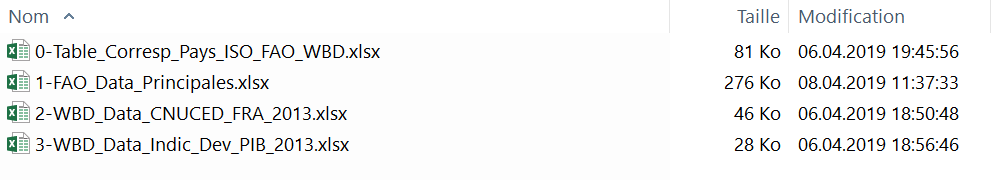 Nom Taille Modification
0-Table_Corresp_Pays_ISO_FAO_WBD.xlsx 81 Ko 06.04.2019 19:45:56
1-FAO_Data_Principales.xlsx 276 Ko 08.04.2019 11:37:33
2-WBD_Data_CNUCED_FRA_2013.xlsx 46 Ko 06.04.2019 18:50:48
3-WBD_Data_Indic_Dev_PIB_2013.xlsx 28 Ko 06.04.2019 18:56:46